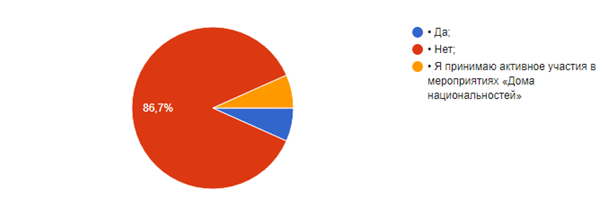 86,7%
• Да;
• Нет;
• Я принимаю активное участия в
мероприятиях «Дома
национальностей»